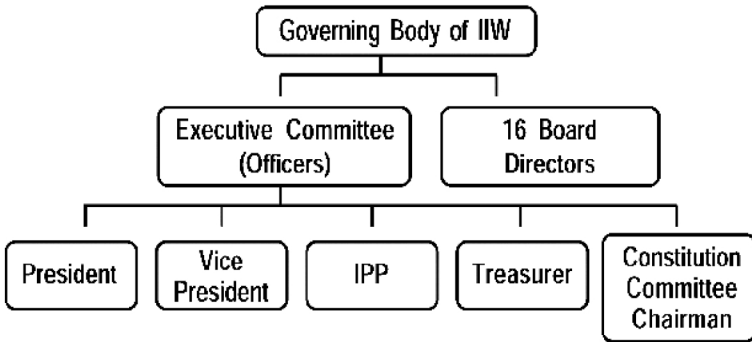 Governing Body of IIW
Executive Committee
(Officers)
16 Board
Directors
President
Vice
President
IPP
Treasurer
Constitution
Committee
Chairman